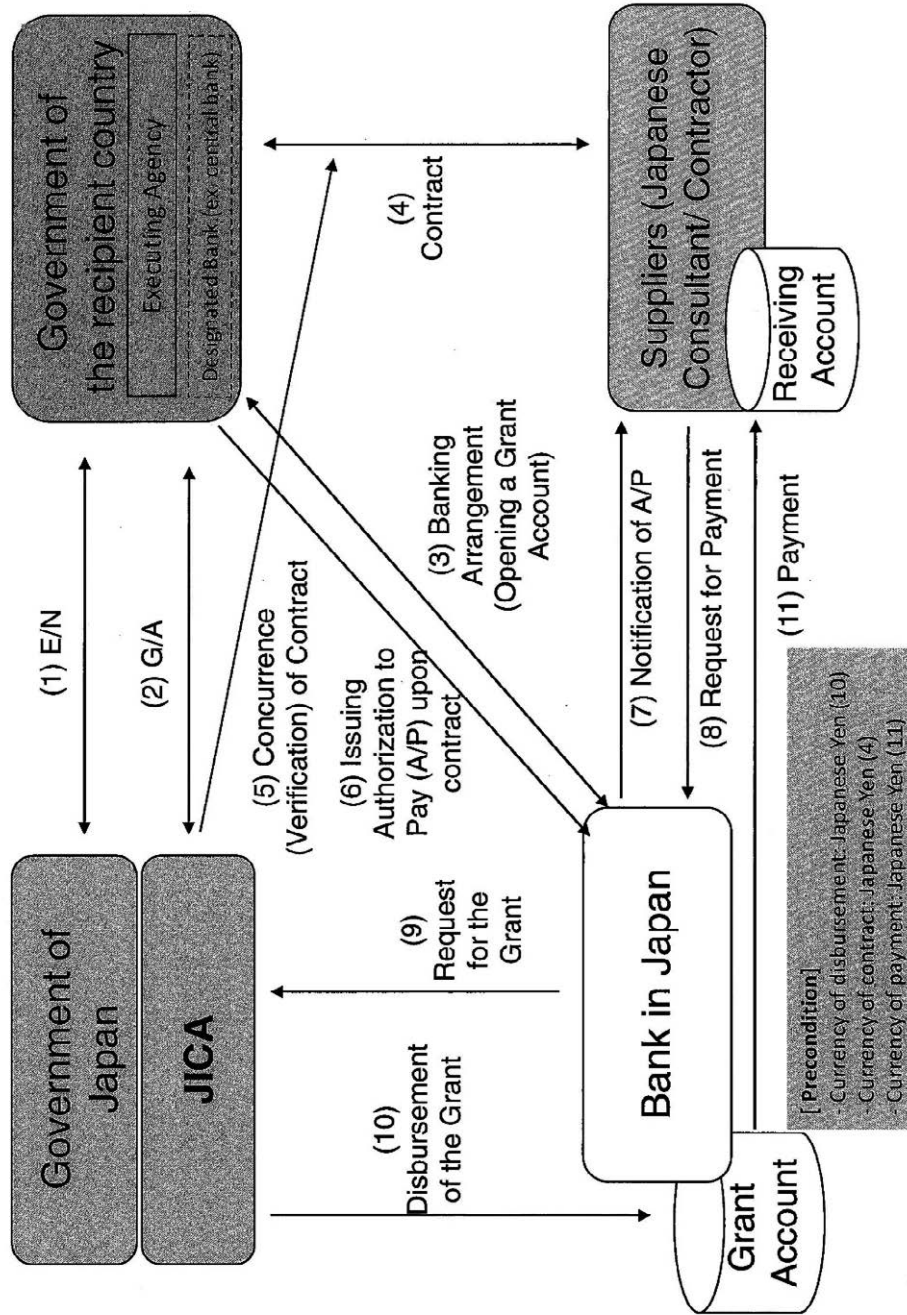 Government of
Japan
JICA
(1) E/N
(2) G/A
Government of
the recipient country
Executing Agency
Designated Bank (ex. central bank)
(5) Concurrence
(Verification) of Contract
(6) Issuing
Authorization to
Pay (A/P) upon
contract
(4)
Contract
(9)
Request
for the
Grant
(10)
Disbursement
of the Grant
(3) Banking
Arrangement
(Opening a Grant
Account)
Bank in Japan
Grant
Account
(7) Notification of A/P
(8) Request for Payment
(11) Payment
Suppliers (Japanese
Consultant/ Contractor)
Receiving
Account
[Precondition]
- Currency of disbursement: Japanese Yen (10)
- Currency of contract: Japanese Yen (4)
- Currency of payment: Japanese Yen (11)